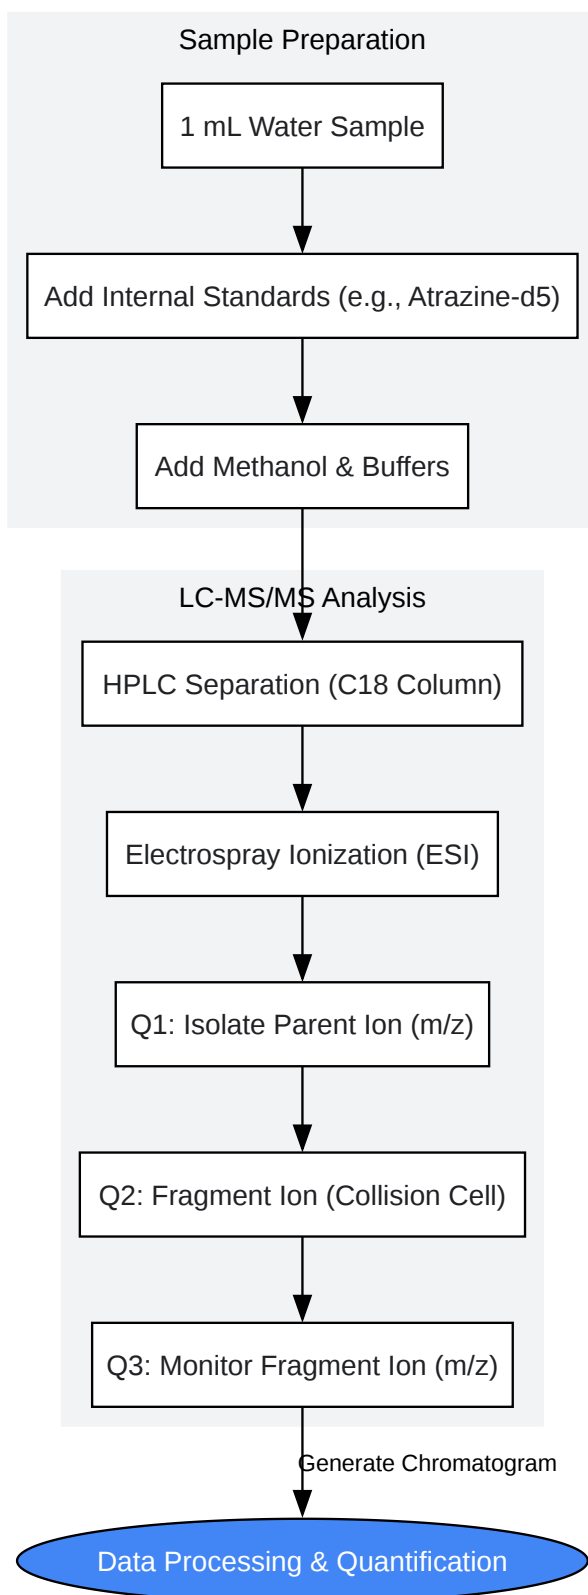 Sample Preparation
1 mL Water Sample
Add Internal Standards (e.g., Atrazine-d5)
Add Methanol & Buffers
LC-MS/MS Analysis
HPLC Separation (C18 Column)
Electrospray Ionization (ESI)
Q1: Isolate Parent Ion (m/z)
Q2: Fragment Ion (Collision Cell)
Q3: Monitor Fragment Ion (m/z)
Generate Chromatogram
Data Processing & Quantification